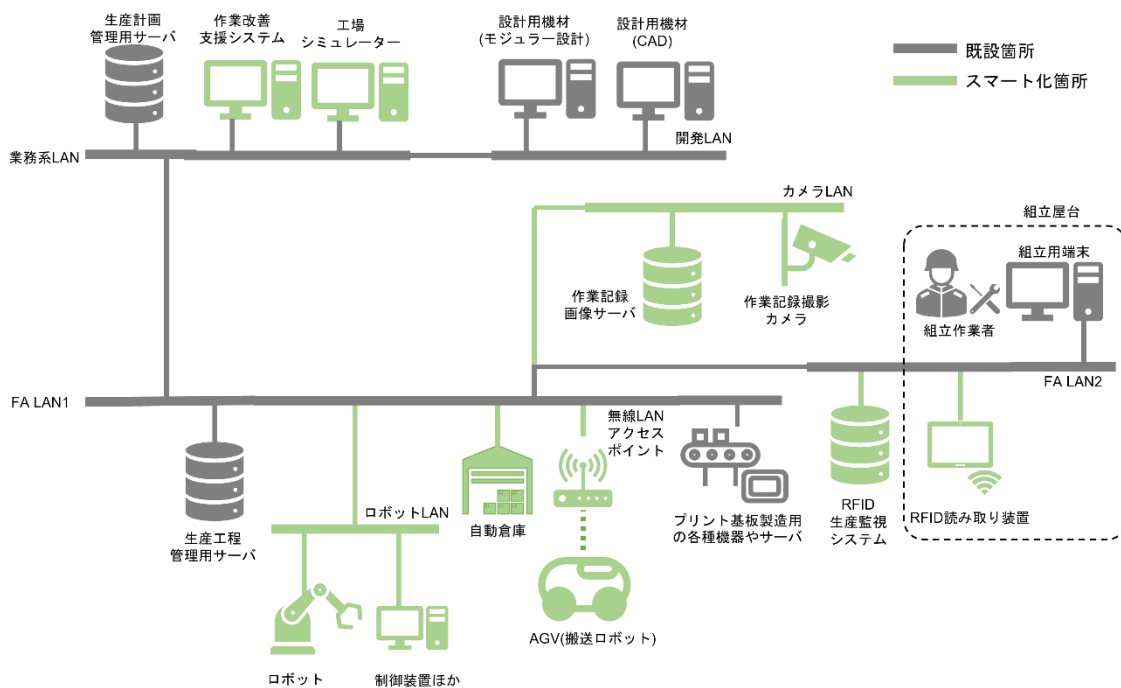 生産計画
管理用サーバ
作業改善
支援システム
工場
シミュレーター
設計用機材
(モジュラー設計)
設計用機材
(CAD)
既設箇所
スマート化箇所
業務系LAN
開発LAN
カメラLAN
組立屋台
組立用端末
作業記録
画像サーバ
作業記録撮影
カメラ
組立作業者
FA LAN2
FA LAN1
無線LAN
アクセス
ポイント
生産工程
管理用サーバ
ロボットLAN
自動倉庫
プリント基板製造用
の各種機器やサーバ
RFID
生産監視
システム
RFID読み取り装置
AGV(搬送ロボット)
ロボット
制御装置ほか